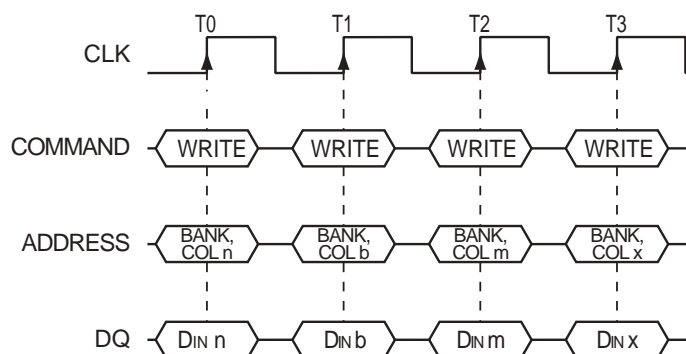 T0 T1 T2 T3
CLK
COMMAND WRITE WRITE WRITE WRITE
ADDRESS BANK, COL n BANK, COL b BANK, COL m BANK, COL x
DQ DIN n DIN b DIN m DIN x